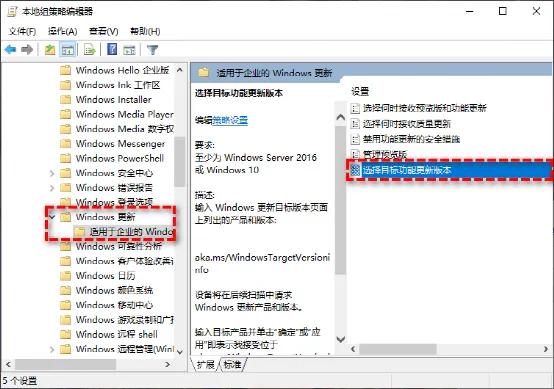 本地组策略编辑器
文件(F) 操作(A) 查看(V) 帮助(H)
Windows Hello 企业版
Windows Ink 工作区
Windows Installer
Windows Media Player
Windows Media 数字权
Windows Messenger
Windows PowerShell
Windows 安全中心
Windows 错误报告
Windows 登录选项
Windows 更新
适用于企业的 Windo
Windows 可靠性分析
Windows 客户体验改善
Windows 日历
Windows 颜色系统
Windows 移动中心
Windows 游戏录制和广播
Windows 远程 shell
Windows 远程管理(Win
适用于企业的 Windows 更新
选择目标功能更新版本
编辑策略设置
要求:
至少为 Windows Server 2016
或 Windows 10
描述:
输入 Windows 更新目标版本页面
上列出的产品和版本:
aka.ms/WindowsTargetVersioni
nfo
设备将在后续扫描中请求
Windows 更新产品和版本。
输入目标产品并单击“确定”或“应
用”即表示我接受位于
设置
选择何时接收预览版和功能更新
选择何时接收质量更新
禁用功能更新的安全措施
管理预览版
选择目标功能更新版本
扩展 标准
5 个设置